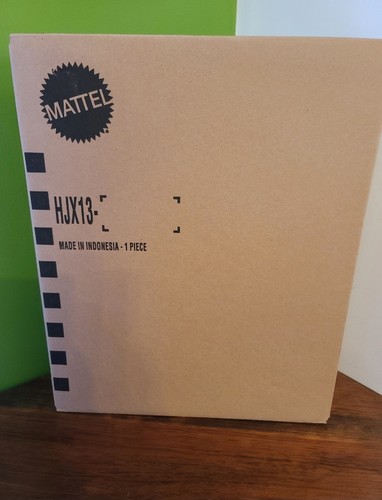 MATTEL
HJX13-
MADE IN INDONESIA - 1 PIECE